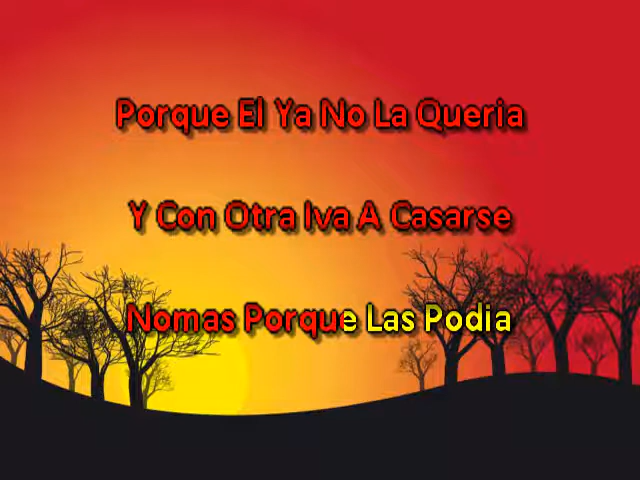 Porque El Ya No La Queria
Y Con Otra Iva A Casarse
Nomas Porque Las Podia